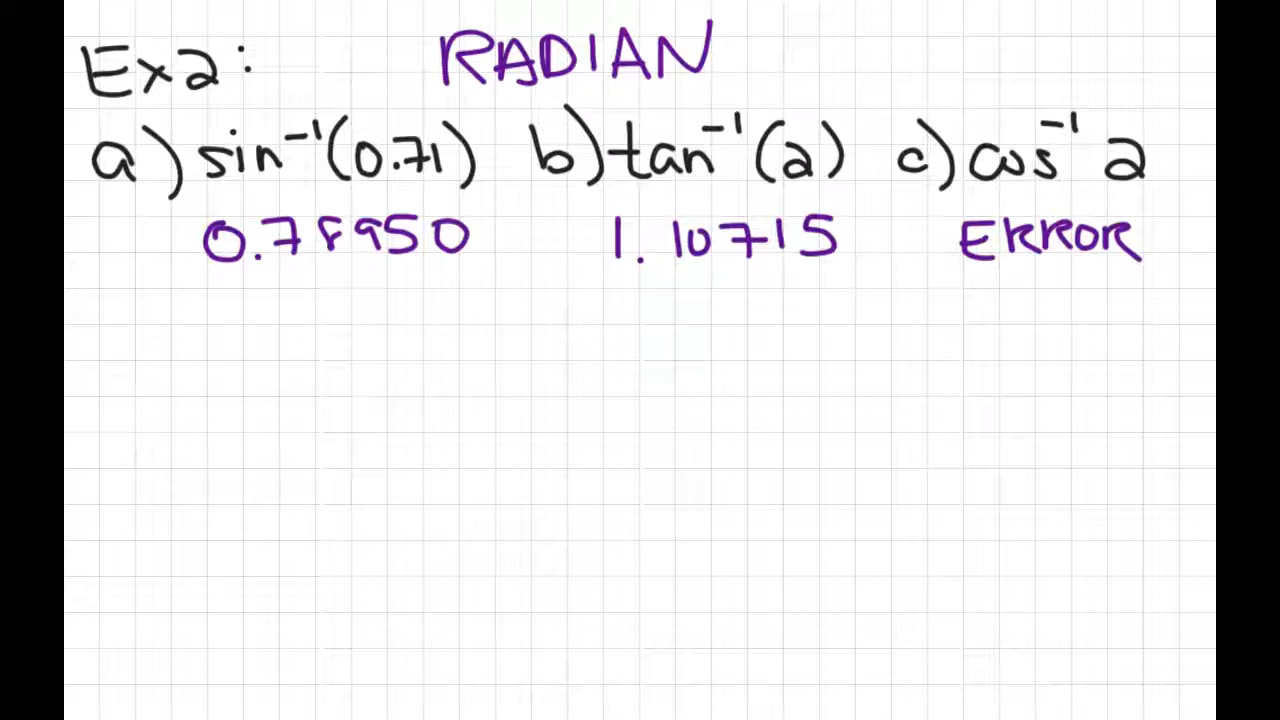 Ex2: RADIAN
a) sin⁻¹(0.71) b) tan⁻¹(2) c) cos⁻¹ 2
0.78950 1.10715 ERROR